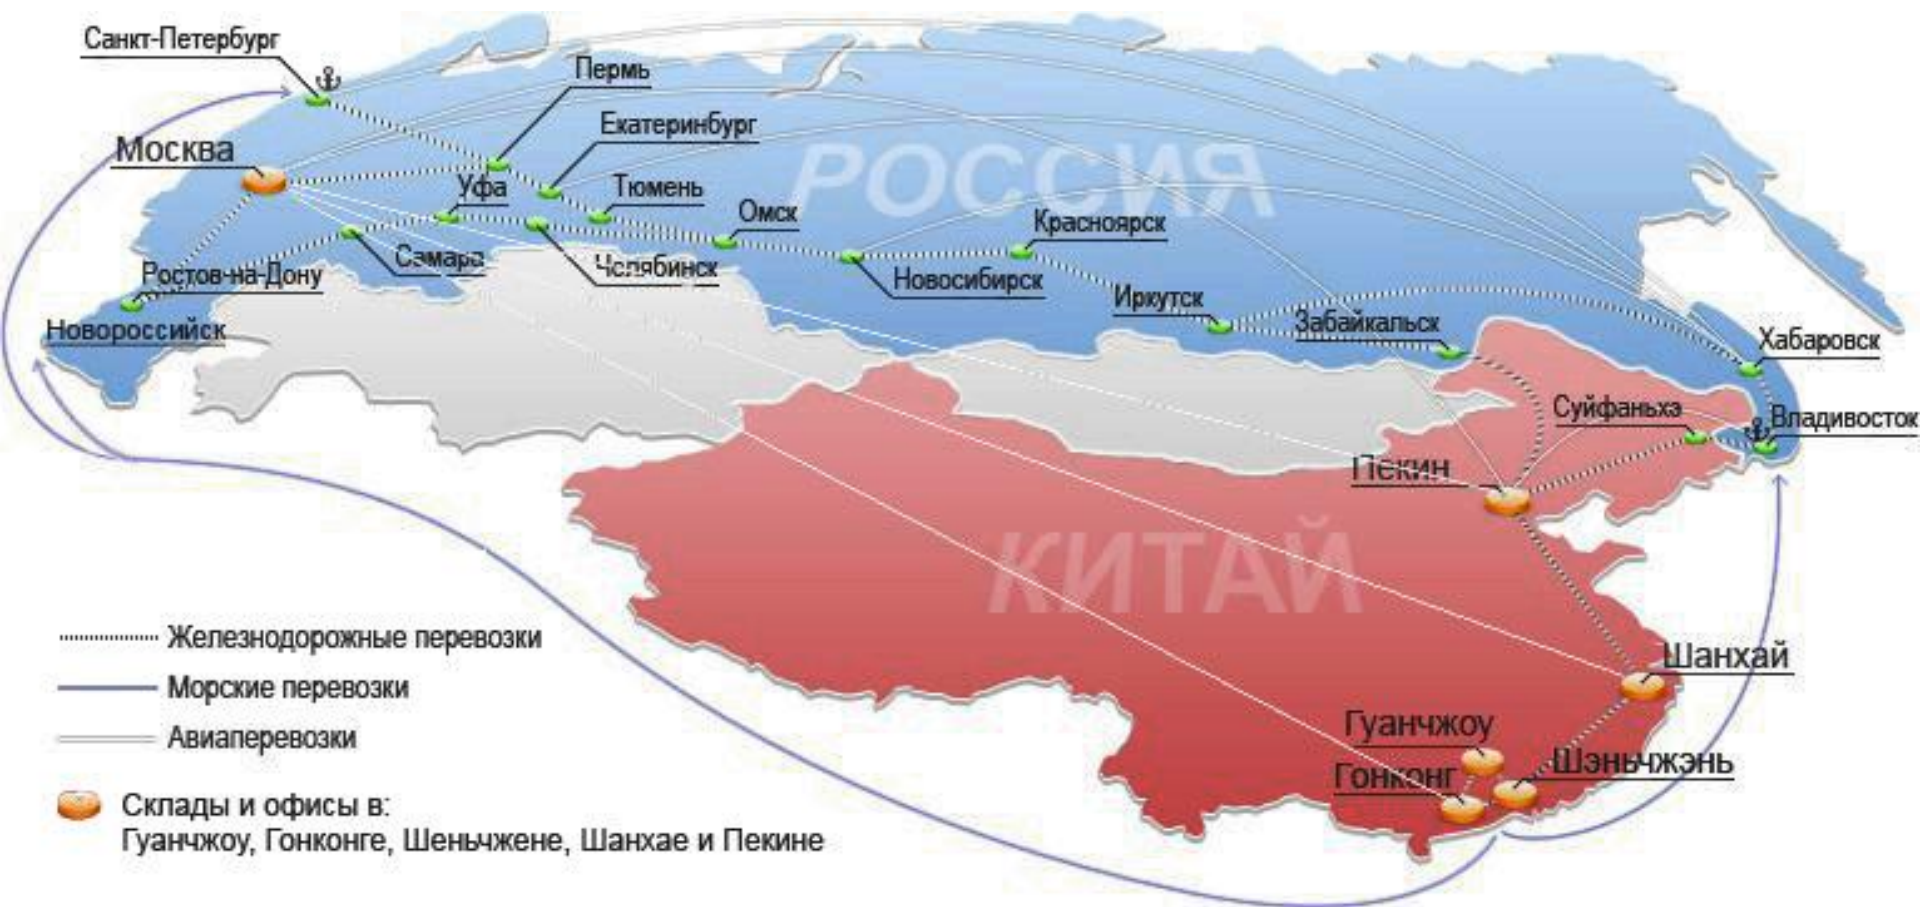 Санкт-Петербург
Пермь
Екатеринбург
Москва
РОССИЯ
Уфа
Тюмень
Омск
Красноярск
Самара
Челябинск
Ростов-на-Дону
Новосибирск
Иркутск
Забайкальск
Новороссийск
Хабаровск
Суйфаньхэ
Владивосток
Пекин
КИТАЙ
Железнодорожные перевозки
Морские перевозки
Авиаперевозки
Шанхай
Гуанчжоу
Гонконг
Шэньчжэнь
Склады и офисы в:
Гуанчжоу, Гонконге, Шеньчжене, Шанхае и Пекине